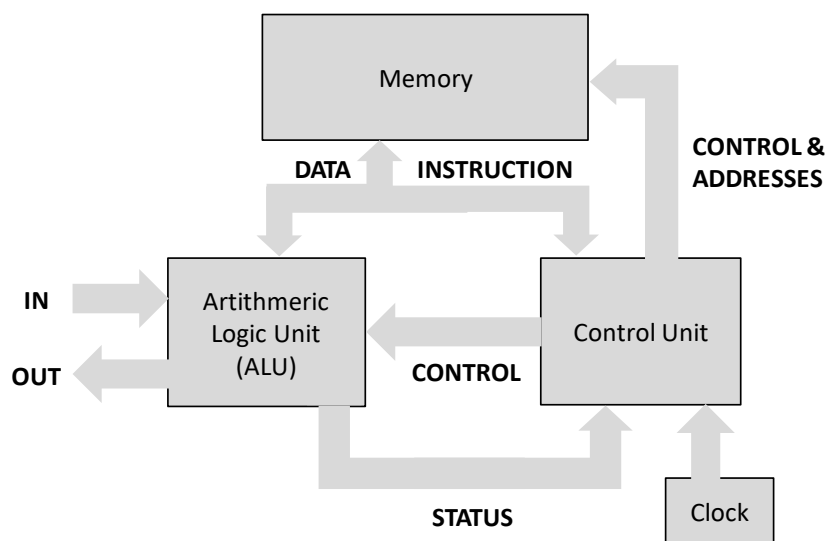 Memory
DATA
INSTRUCTION
CONTROL &
ADDRESSES
IN
OUT
Artithmeric
Logic Unit
(ALU)
CONTROL
Control Unit
STATUS
Clock